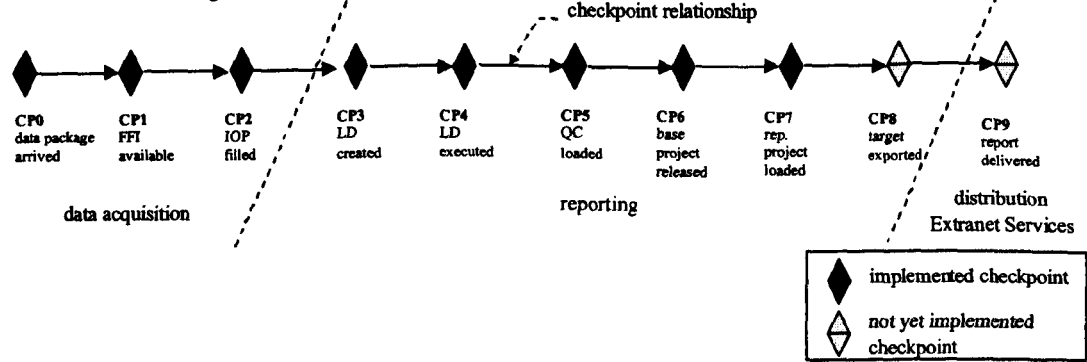 checkpoint relationship
CP0
data package
arrived
CP1
FFI
available
CP2
IOP
filled
CP3
LD
created
CP4
LD
executed
CP5
QC
loaded
CP6
base
project
released
CP7
rep.
project
loaded
CP8
target
exported
CP9
report
delivered
data acquisition
reporting
distribution
Extranet Services
implemented checkpoint
not yet implemented
checkpoint